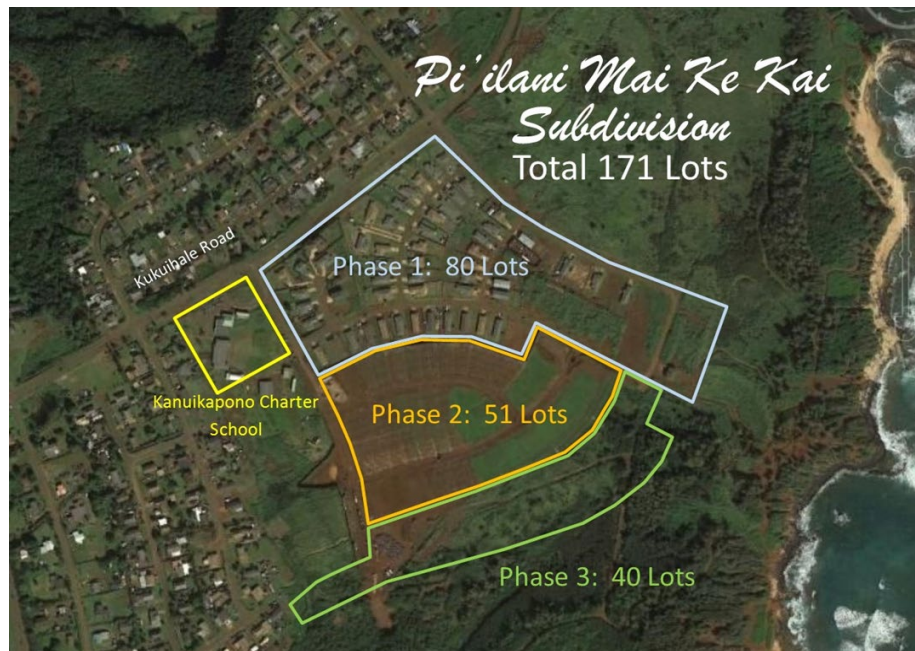 Pi'ilani Mai Ke Kai
Subdivision
Total 171 Lots
Kukuihale Road
Phase 1:  80 Lots
Kanuikapono Charter
School
Phase 2:  51 Lots
Phase 3:  40 Lots